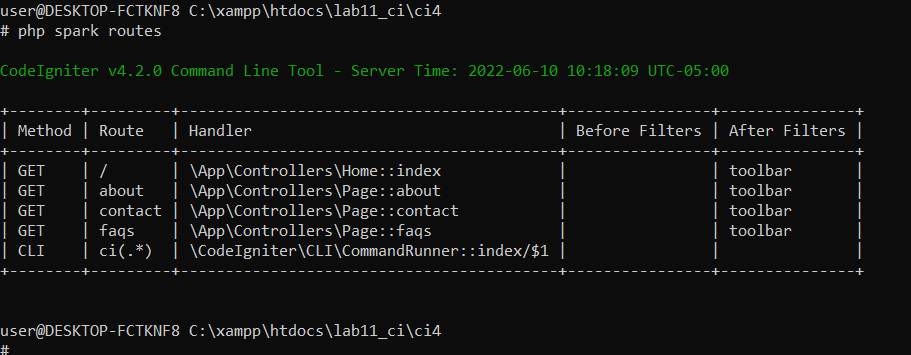 user@DESKTOP-FCTKNF8 C:\xampp\htdocs\lab11_ci\ci4
# php spark routes
CodeIgniter v4.2.0 Command Line Tool - Server Time: 2022-06-10 10:18:09 UTC-05:00
+--------+---------+----------------------------------------+----------------+---------------+
| Method | Route   | Handler                                | Before Filters | After Filters |
+--------+---------+----------------------------------------+----------------+---------------+
| GET    | /       | \App\Controllers\Home::index           |                | toolbar       |
| GET    | about   | \App\Controllers\Page::about           |                | toolbar       |
| GET    | contact | \App\Controllers\Page::contact         |                | toolbar       |
| GET    | faqs    | \App\Controllers\Page::faqs            |                | toolbar       |
| CLI    | ci(.*)  | \CodeIgniter\CLI\CommandRunner::index/$1 |                |               |
+--------+---------+----------------------------------------+----------------+---------------+
user@DESKTOP-FCTKNF8 C:\xampp\htdocs\lab11_ci\ci4
#